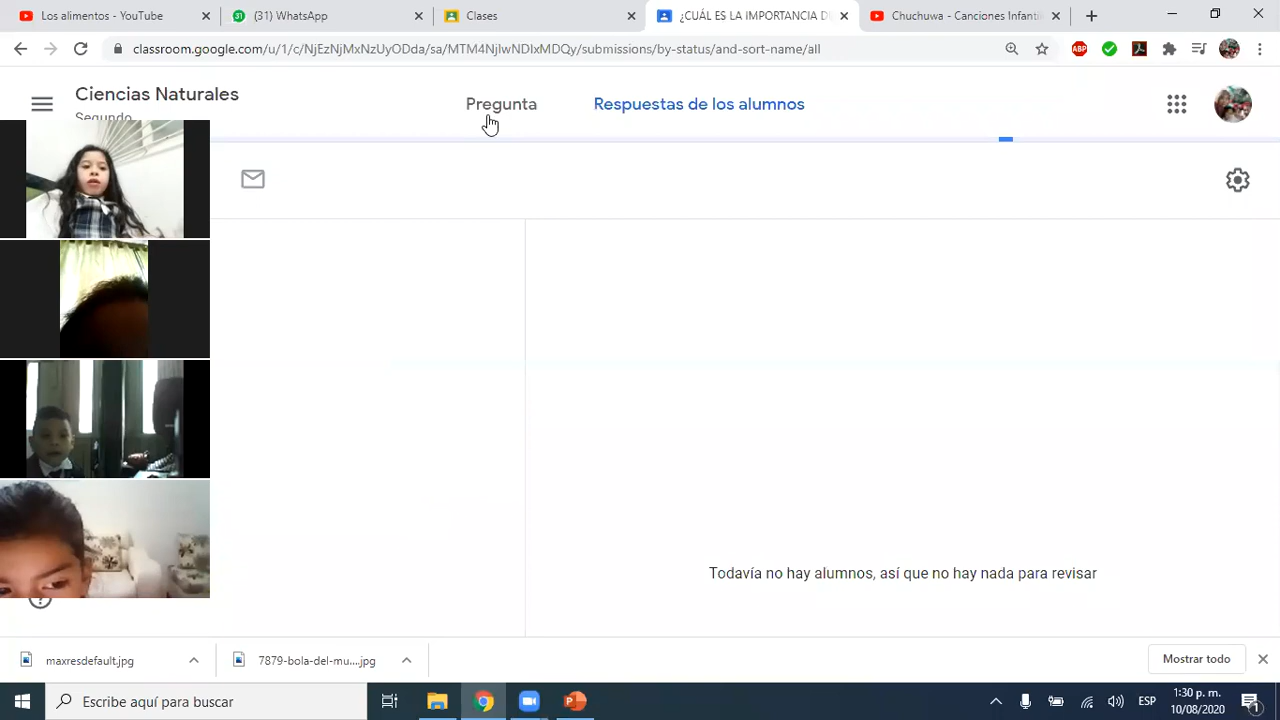 Los alimentos - YouTube
(31) WhatsApp
Clases
¿CUÁL ES LA IMPORTANCIA D
Chuchuwa - Canciones Infanti
classroom.google.com/u/1/c/NjEzNjMxNzUyODda/sa/MTM4NjIwNDIxMDQy/submissions/by-status/and-sort-name/all
ABP
Ciencias Naturales
Segundo
Pregunta
Respuestas de los alumnos
Todavía no hay alumnos, así que no hay nada para revisar
maxresdefault.jpg
7879-bola-del-mu....jpg
Mostrar todo
Escribe aquí para buscar
ESP
1:30 p. m.
10/08/2020
1